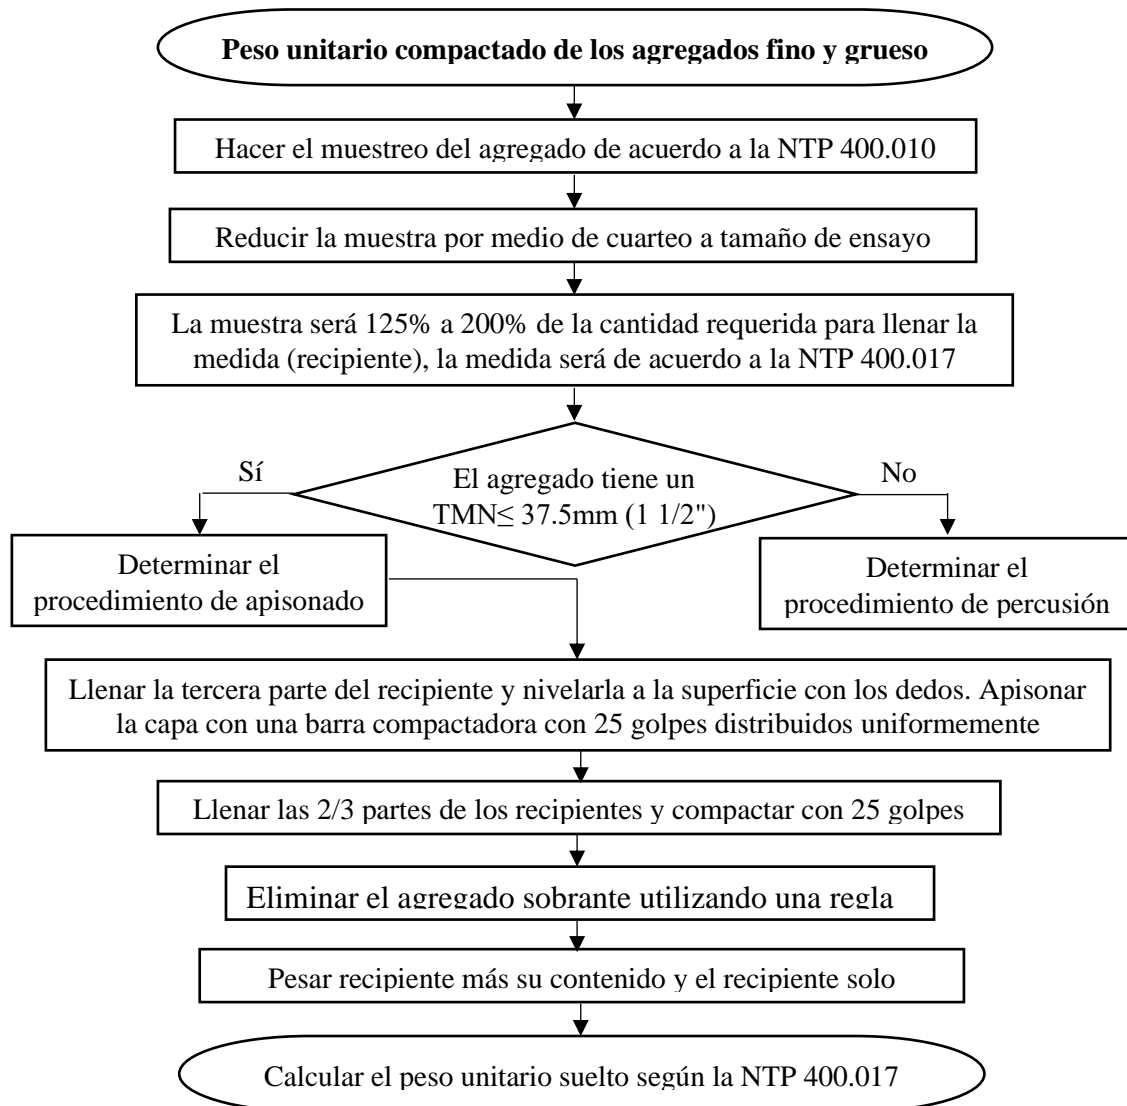 Peso unitario compactado de los agregados fino y grueso
Hacer el muestreo del agregado de acuerdo a la NTP 400.010
Reducir la muestra por medio de cuarteo a tamaño de ensayo
La muestra será 125% a 200% de la cantidad requerida para llenar la
medida (recipiente), la medida será de acuerdo a la NTP 400.017
El agregado tiene un
TMN≤ 37.5mm (1 1/2")
Sí
No
Determinar el
procedimiento de apisonado
Determinar el
procedimiento de percusión
Llenar la tercera parte del recipiente y nivelarla a la superficie con los dedos. Apisonar
la capa con una barra compactadora con 25 golpes distribuidos uniformemente
Llenar las 2/3 partes de los recipientes y compactar con 25 golpes
Eliminar el agregado sobrante utilizando una regla
Pesar recipiente más su contenido y el recipiente solo
Calcular el peso unitario suelto según la NTP 400.017